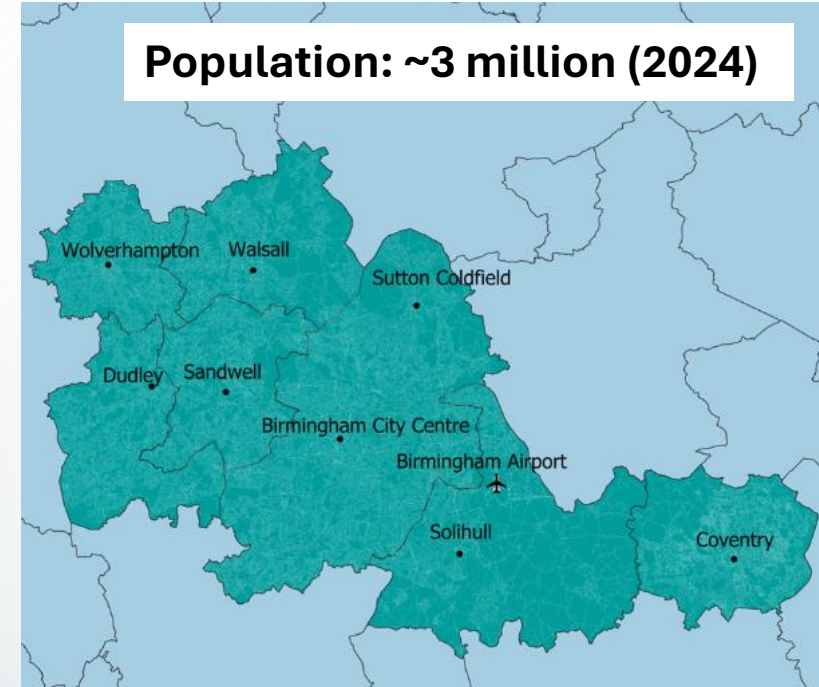 Population: ~3 million (2024)
Wolverhampton
Walsall
Sutton Coldfield
Dudley
Sandwell
Birmingham City Centre
Birmingham Airport
Solihull
Coventry